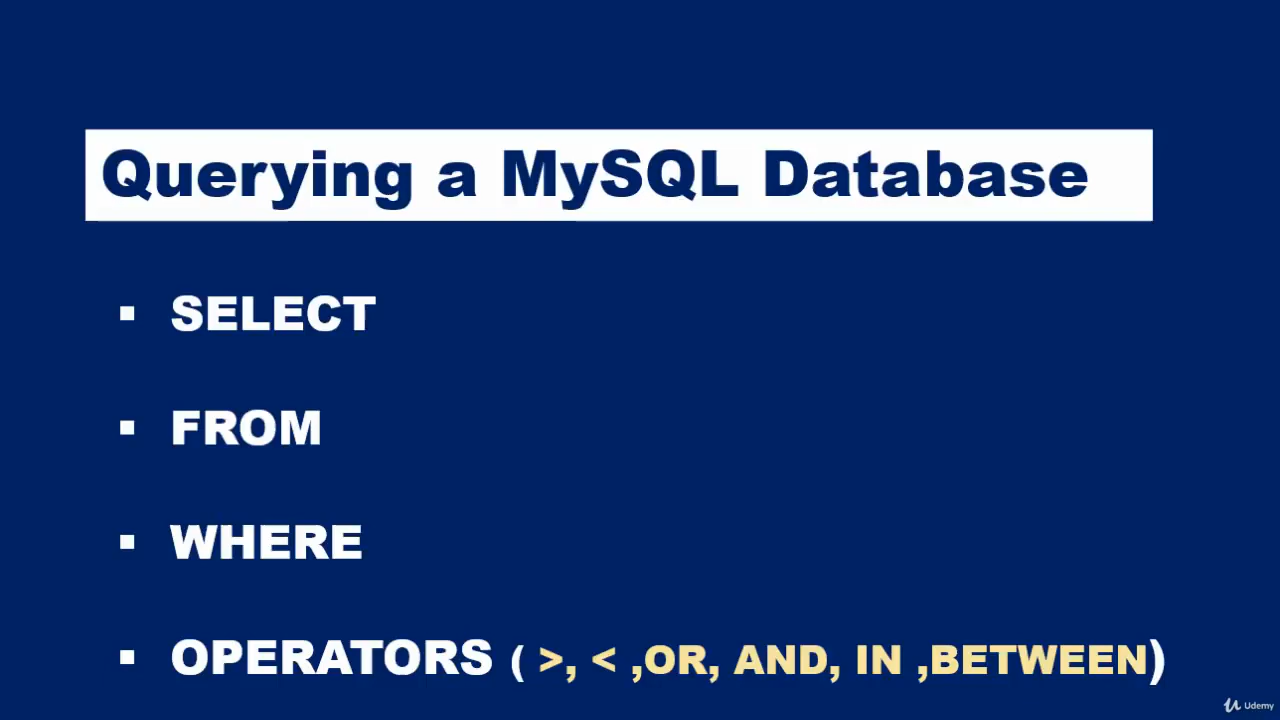 Querying a MySQL Database
▪ SELECT
▪ FROM
▪ WHERE
▪ OPERATORS ( >, < ,OR, AND, IN ,BETWEEN)
Udemy